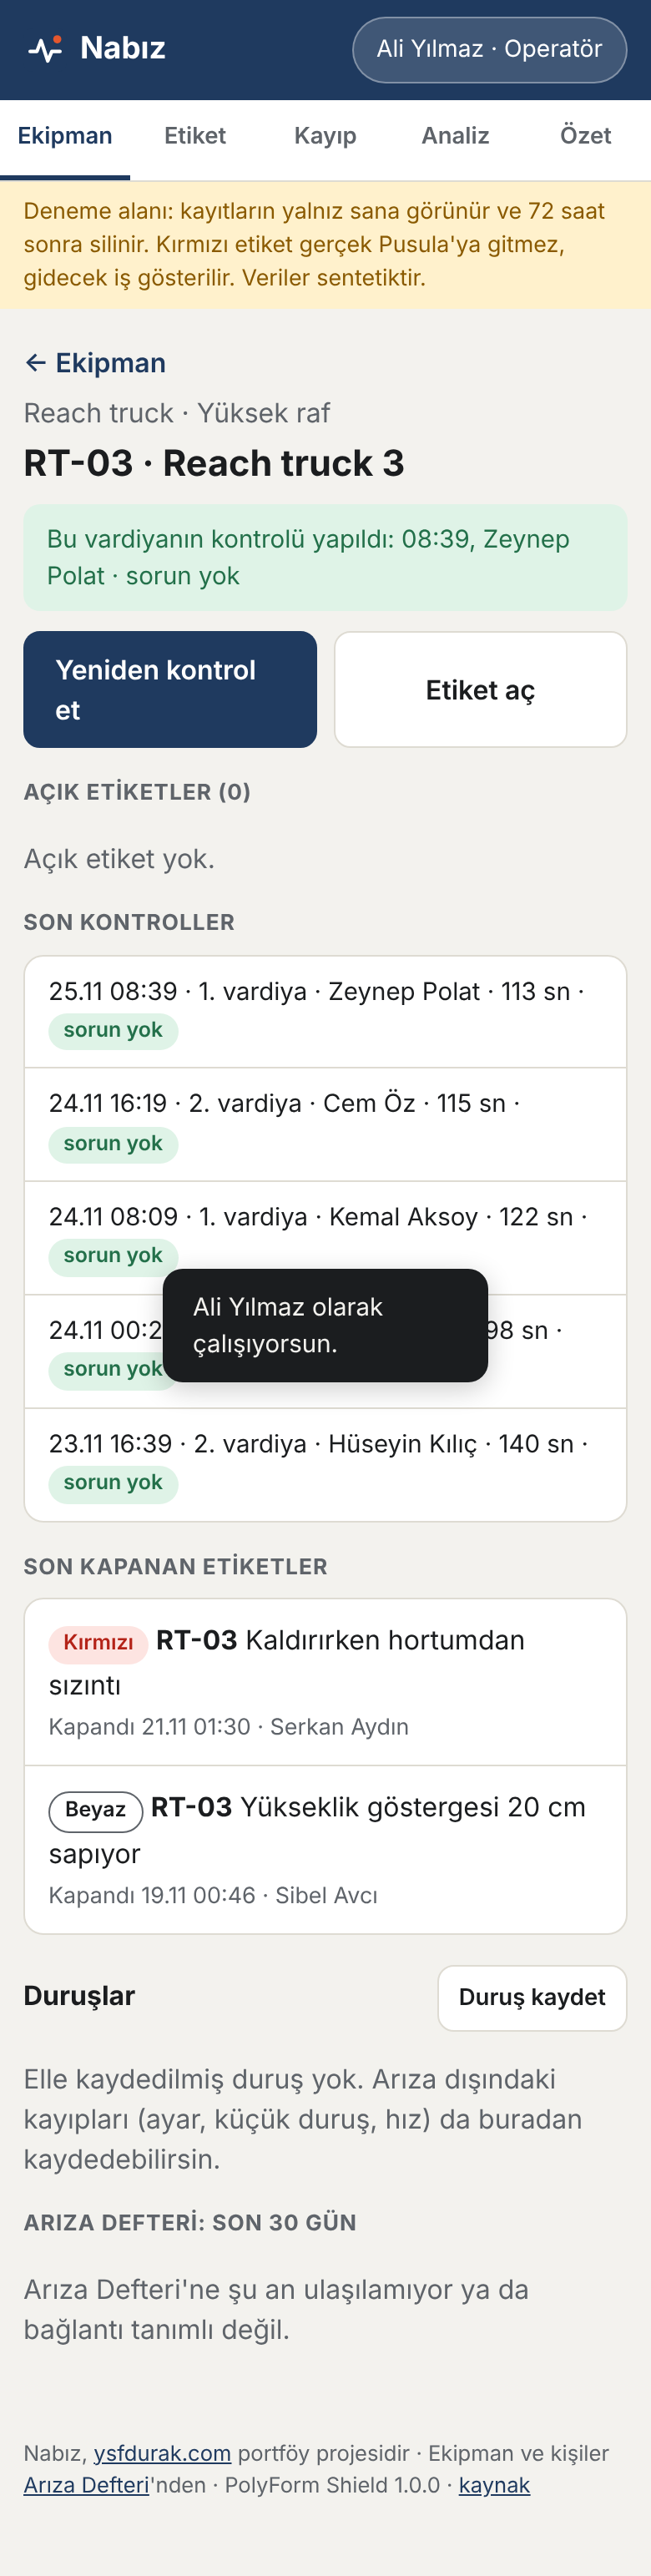 Nabız
Ali Yılmaz · Operatör
Ekipman
Etiket
Kayıp
Analiz
Özet
Deneme alanı: kayıtların yalnız sana görünür ve 72 saat
sonra silinir. Kırmızı etiket gerçek Pusula'ya gitmez,
gidecek iş gösterilir. Veriler sentetiktir.
← Ekipman
Reach truck · Yüksek raf
RT-03 · Reach truck 3
Bu vardiyanın kontrolü yapıldı: 08:39, Zeynep
Polat · sorun yok
Yeniden kontrol
et
Etiket aç
AÇIK ETİKETLER (0)
Açık etiket yok.
SON KONTROLLER
25.11 08:39 · 1. vardiya · Zeynep Polat · 113 sn ·
sorun yok
24.11 16:19 · 2. vardiya · Cem Öz · 115 sn ·
sorun yok
24.11 08:09 · 1. vardiya · Kemal Aksoy · 122 sn ·
sorun yok
24.11 98 sn ·
sorun yok
Ali Yılmaz olarak
çalışıyorsun.
23.11 16:39 · 2. vardiya · Hüseyin Kılıç · 140 sn ·
sorun yok
SON KAPANAN ETİKETLER
Kırmızı RT-03 Kaldırırken hortumdan
sızıntı
Kapandı 21.11 01:30 · Serkan Aydın
Beyaz RT-03 Yükseklik göstergesi 20 cm
sapıyor
Kapandı 19.11 00:46 · Sibel Avcı
Duruşlar
Duruş kaydet
Elle kaydedilmiş duruş yok. Arıza dışındaki
kayıpları (ayar, küçük duruş, hız) da buradan
kaydedebilirsin.
ARIZA DEFTERİ: SON 30 GÜN
Arıza Defteri'ne şu an ulaşılamıyor ya da
bağlantı tanımlı değil.
Nabız, ysfdurak.com portföy projesidir · Ekipman ve kişiler
Arıza Defteri'nden · PolyForm Shield 1.0.0 · kaynak